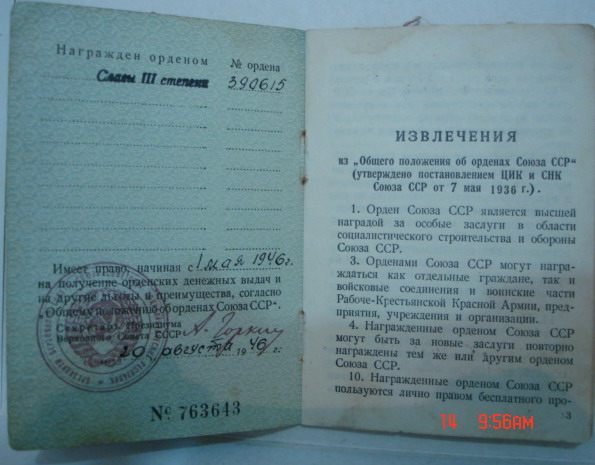 Награжден орденом № ордена
Славы III степени 390615
Имеет право, начиная с 1 мая 1946 г.
на получение орденских денежных выдач и
на другие льготы и преимущества, согласно
„Общему положению об орденах СССР“
Секретарь Президиума
Верховного Совета СССР А. Горкин
20 августа 1946 г.
№ 763643
ИЗВЛЕЧЕНИЯ
из „Общего положения об орденах Союза ССР“
(утверждено постановлением ЦИК и СНК
Союза ССР от 7 мая 1936 г.).
1. Орден Союза ССР является высшей
наградой за особые заслуги в области
социалистического строительства и обороны
Союза ССР.
3. Орденами Союза ССР могут награ-
ждаться как отдельные граждане, так и
войсковые соединения и воинские части
Рабоче-Крестьянской Красной Армии, пред-
приятия, учреждения и организации.
4. Награжденные орденом Союза ССР
могут быть за новые заслуги повторно
награждены тем же или другим орденом
Союза ССР.
10. Награжденные орденом Союза ССР
пользуются лично правом бесплатного про-
3
14 9:56AM